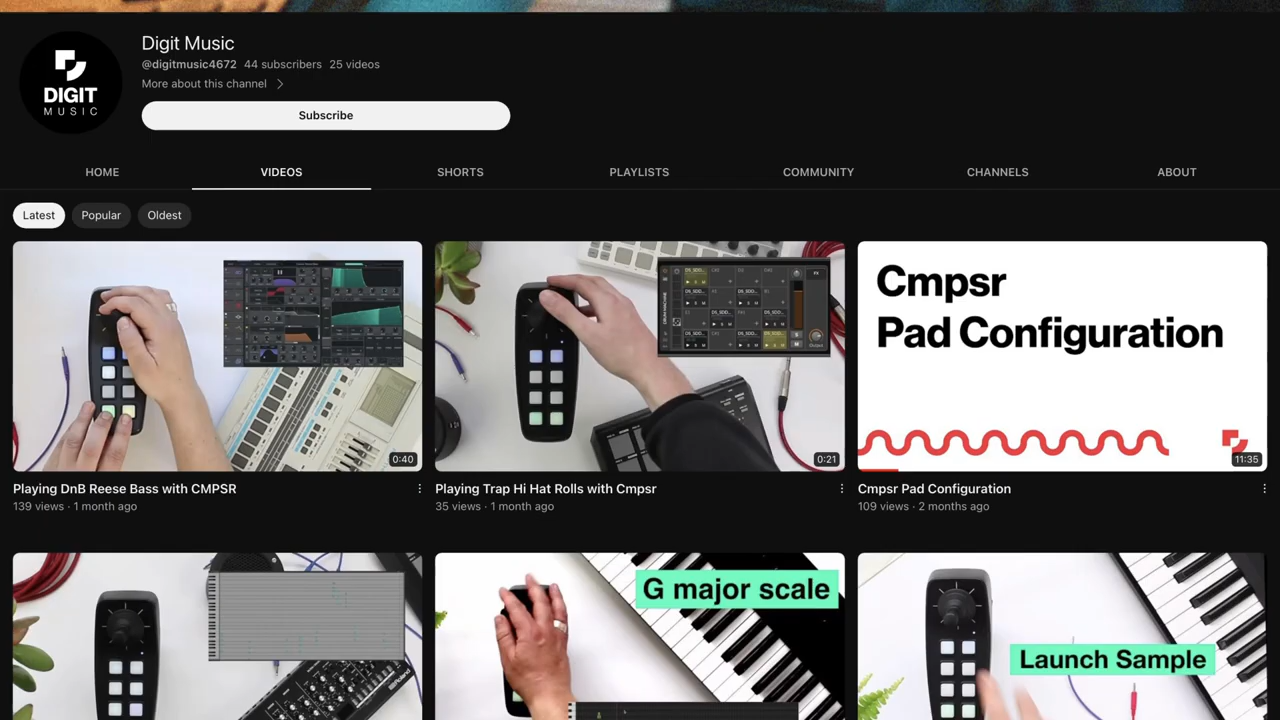 DIGIT
MUSIC
Digit Music
@digitmusic4672 44 subscribers 25 videos
More about this channel
Subscribe
HOME
VIDEOS
SHORTS
PLAYLISTS
COMMUNITY
CHANNELS
ABOUT
Latest
Popular
Oldest
0:40
0:21
Cmpsr
Pad Configuration
11:35
Playing DnB Reese Bass with CMPSR
139 views · 1 month ago
Playing Trap Hi Hat Rolls with Cmpsr
35 views · 1 month ago
Cmpsr Pad Configuration
109 views · 2 months ago
Roland
G major scale
Launch Sample